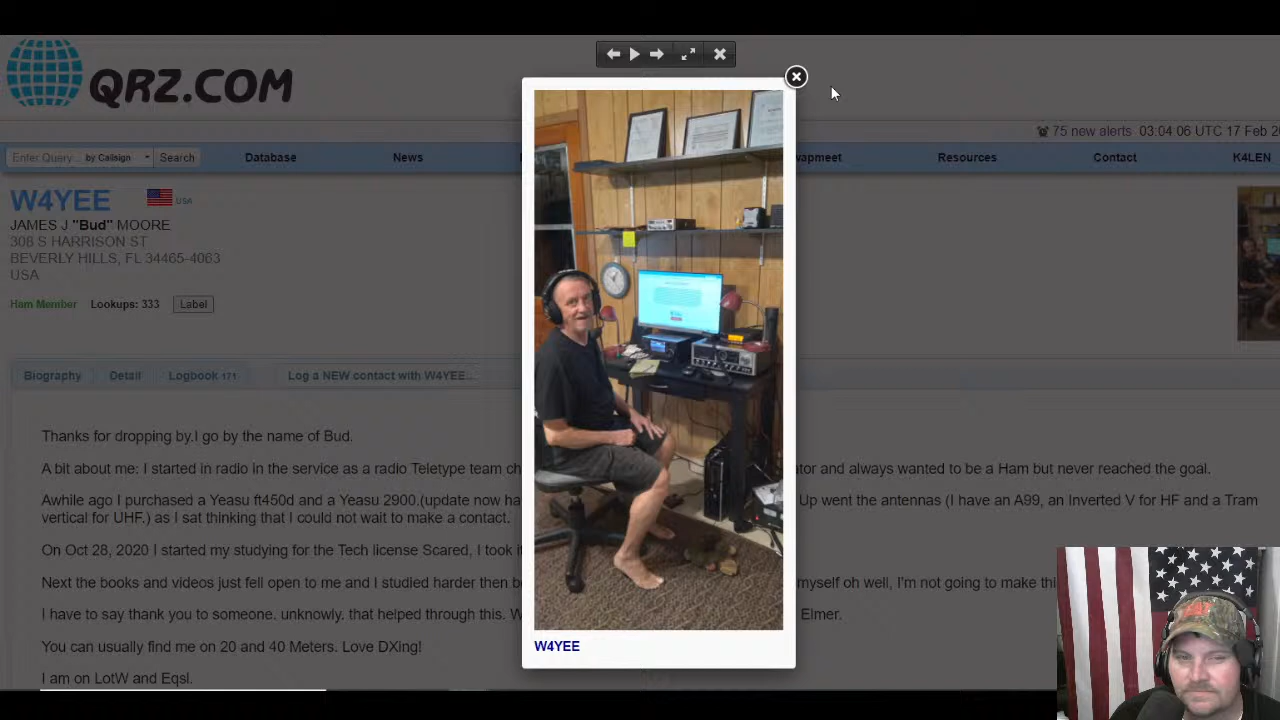 QRZ.COM
75 new alerts 03:04:06 UTC 17 Feb 2
Enter Query... by Callsign Search Database News wapmeet Resources Contact K4LEN
W4YEE USA
JAMES J "Bud" MOORE
308 S HARRISON ST
BEVERLY HILLS, FL 34465-4063
USA
Ham Member Lookups: 333 Label
Biography Detail Logbook 171 Log a NEW contact with W4YEE...
Thanks for dropping by.I go by the name of Bud.
A bit about me: I started in radio in the service as a radio Teletype team ch ator and always wanted to be a Ham but never reached the goal.
Awhile ago I purchased a Yeasu ft450d and a Yeasu 2900.(update now ha Up went the antennas (I have an A99, an Inverted V for HF and a Tram
vertical for UHF.) as I sat thinking that I could not wait to make a contact.
On Oct 28, 2020 I started my studying for the Tech license Scared, I took it
Next the books and videos just fell open to me and I studied harder then b myself oh well, I'm not going to make thi
I have to say thank you to someone. unknowly. that helped through this. W Elmer.
You can usually find me on 20 and 40 Meters. Love DXing!
I am on LotW and Eqsl.
W4YEE